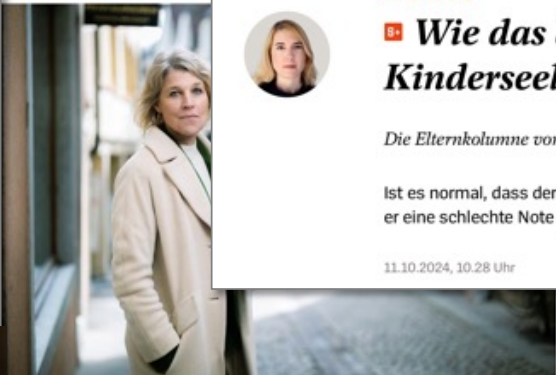 S+ Wie das
Kinderseel
Die Elternkolumne von
Ist es normal, dass der
er eine schlechte Note
11.10.2024, 10.28 Uhr